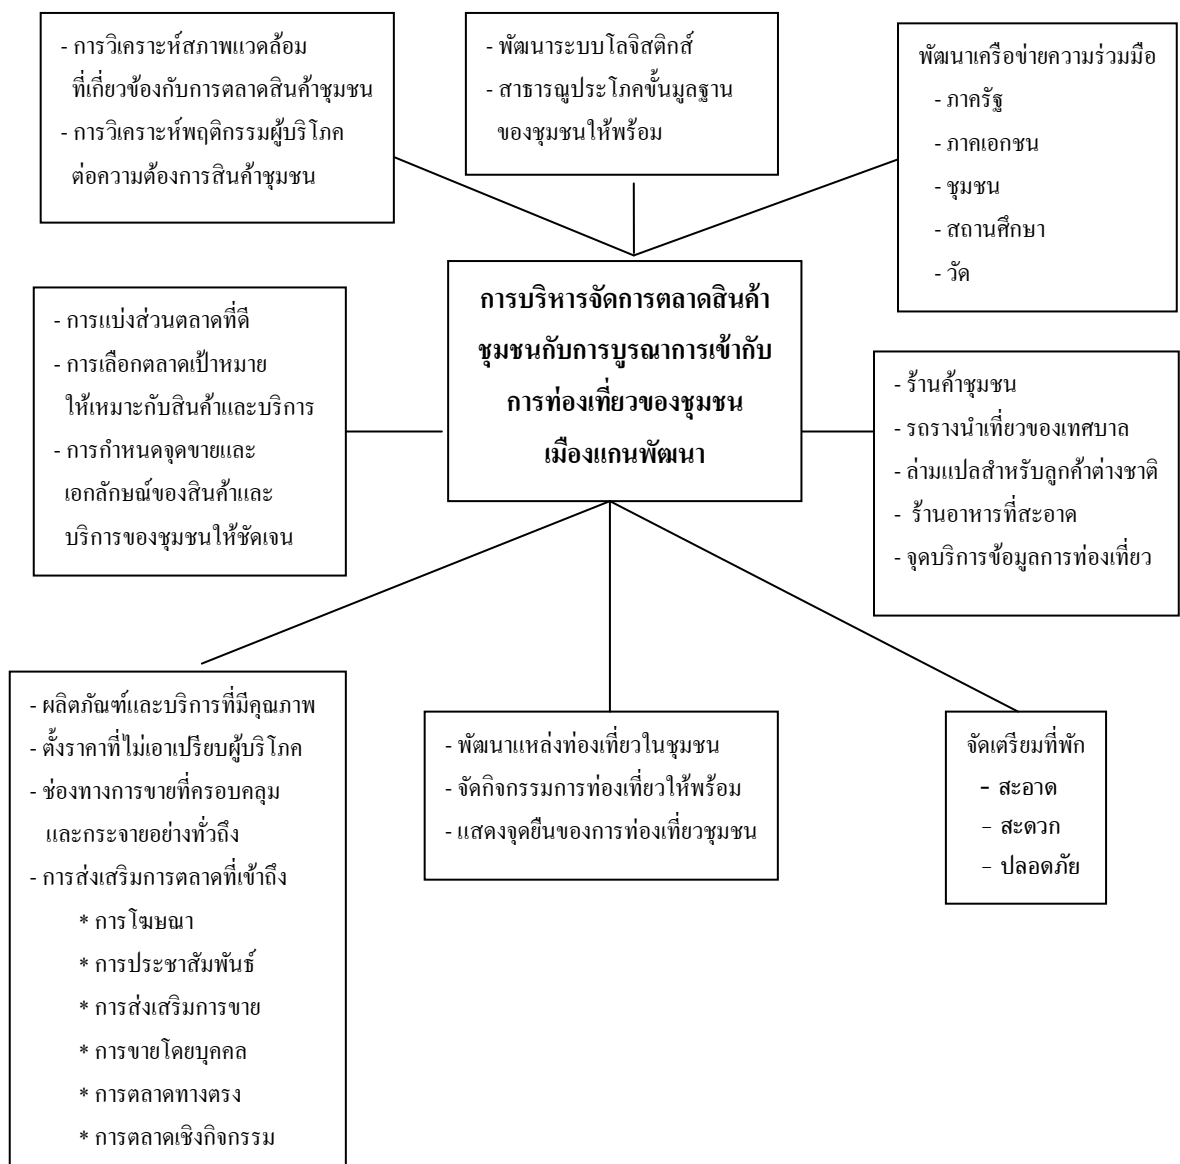 - การวิเคราะห์สภาพแวดล้อม
ที่เกี่ยวข้องกับการตลาดสินค้าชุมชน
- การวิเคราะห์พฤติกรรมผู้บริโภค
ต่อความต้องการสินค้าชุมชน
- พัฒนาระบบโลจิสติกส์
- สาธารณูประโภคขั้นมูลฐาน
ของชุมชนให้พร้อม
พัฒนาเครือข่ายความร่วมมือ
- ภาครัฐ
- ภาคเอกชน
- ชุมชน
- สถานศึกษา
- วัด
- การแบ่งส่วนตลาดที่ดี
- การเลือกตลาดเป้าหมาย
ให้เหมาะกับสินค้าและบริการ
- การกำหนดจุดขายและ
เอกลักษณ์ของสินค้าและ
บริการของชุมชนให้ชัดเจน
การบริหารจัดการตลาดสินค้า
ชุมชนกับการบูรณาการเข้ากับ
การท่องเที่ยวของชุมชน
เมืองแกนพัฒนา
- ร้านค้าชุมชน
- รถรางนำเที่ยวของเทศบาล
- ล่ามแปลสำหรับลูกค้าต่างชาติ
- ร้านอาหารที่สะอาด
- จุดบริการข้อมูลการท่องเที่ยว
- ผลิตภัณฑ์และบริการที่มีคุณภาพ
- ตั้งราคาที่ไม่เอาเปรียบผู้บริโภค
- ช่องทางการขายที่ครอบคลุม
และกระจายอย่างทั่วถึง
- การส่งเสริมการตลาดที่เข้าถึง
* การโฆษณา
* การประชาสัมพันธ์
* การส่งเสริมการขาย
* การขายโดยบุคคล
* การตลาดทางตรง
* การตลาดเชิงกิจกรรม
- พัฒนาแหล่งท่องเที่ยวในชุมชน
- จัดกิจกรรมการท่องเที่ยวให้พร้อม
- แสดงจุดยืนของการท่องเที่ยวชุมชน
จัดเตรียมที่พัก
- สะอาด
- สะดวก
- ปลอดภัย